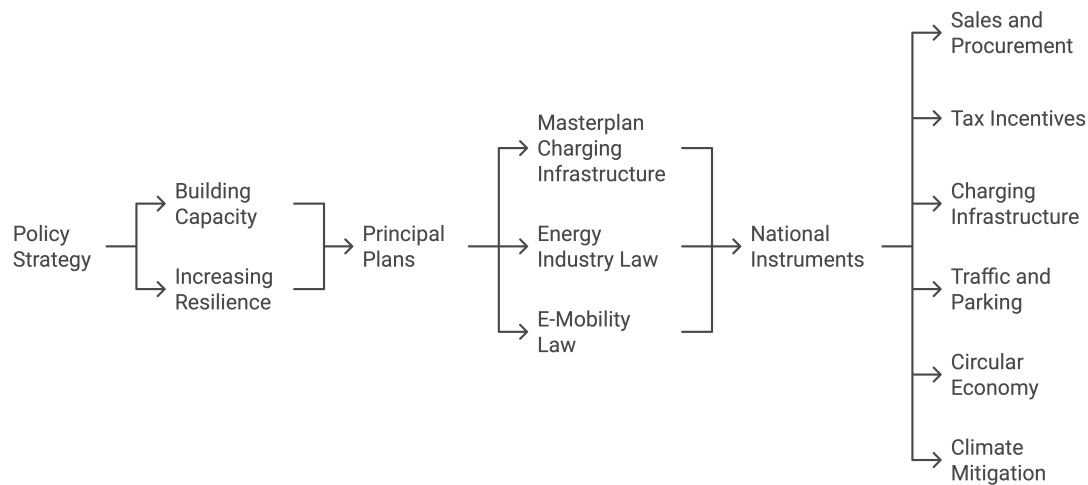 Policy
Strategy
Building
Capacity
Increasing
Resilience
Principal
Plans
Masterplan
Charging
Infrastructure
Energy
Industry Law
E-Mobility
Law
National
Instruments
Sales and
Procurement
Tax Incentives
Charging
Infrastructure
Traffic and
Parking
Circular
Economy
Climate
Mitigation